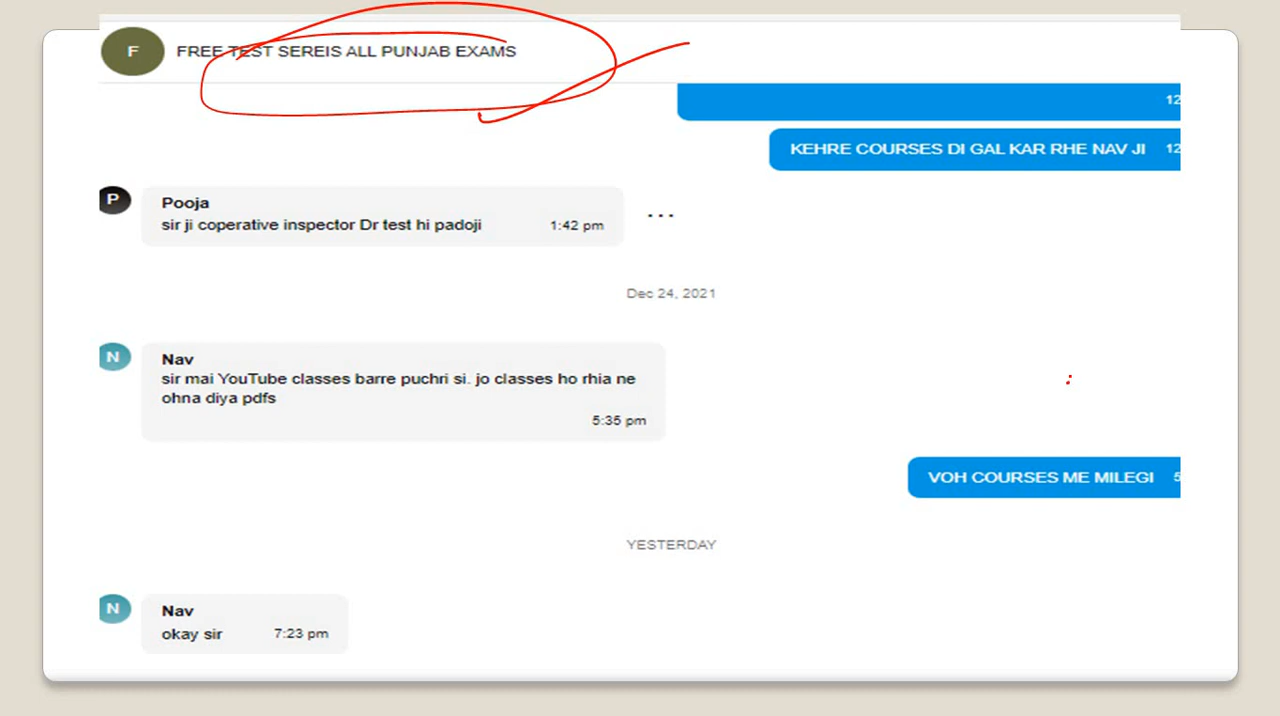 F
FREE TEST SEREIS ALL PUNJAB EXAMS
12
KEHRE COURSES DI GAL KAR RHE NAV JI 12
P
Pooja
sir ji coperative inspector Dr test hi padoji 1:42 pm
...
Dec 24, 2021
N
Nav
sir mai YouTube classes barre puchri si. jo classes ho rhia ne
ohna diya pdfs
5:35 pm
VOH COURSES ME MILEGI 5
YESTERDAY
N
Nav
okay sir 7:23 pm